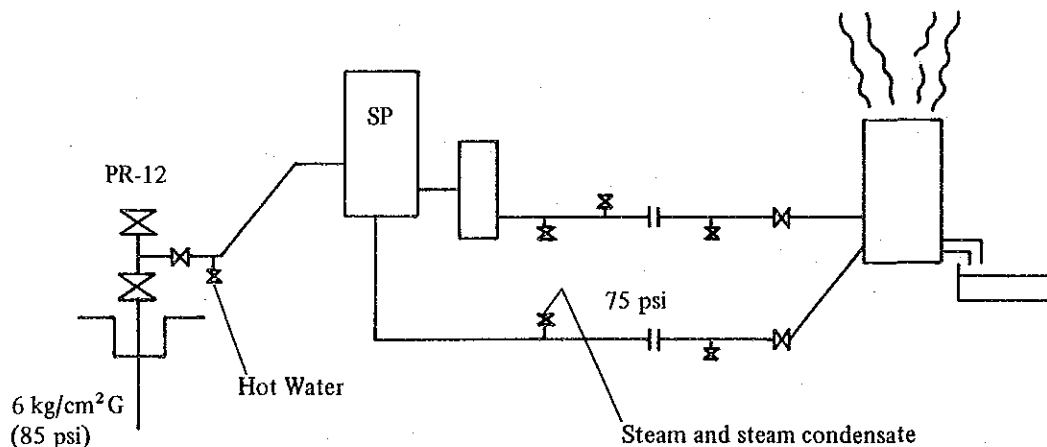 SP
PR-12
75 psi
Hot Water
6 kg/cm²G
(85 psi)
Steam and steam condensate